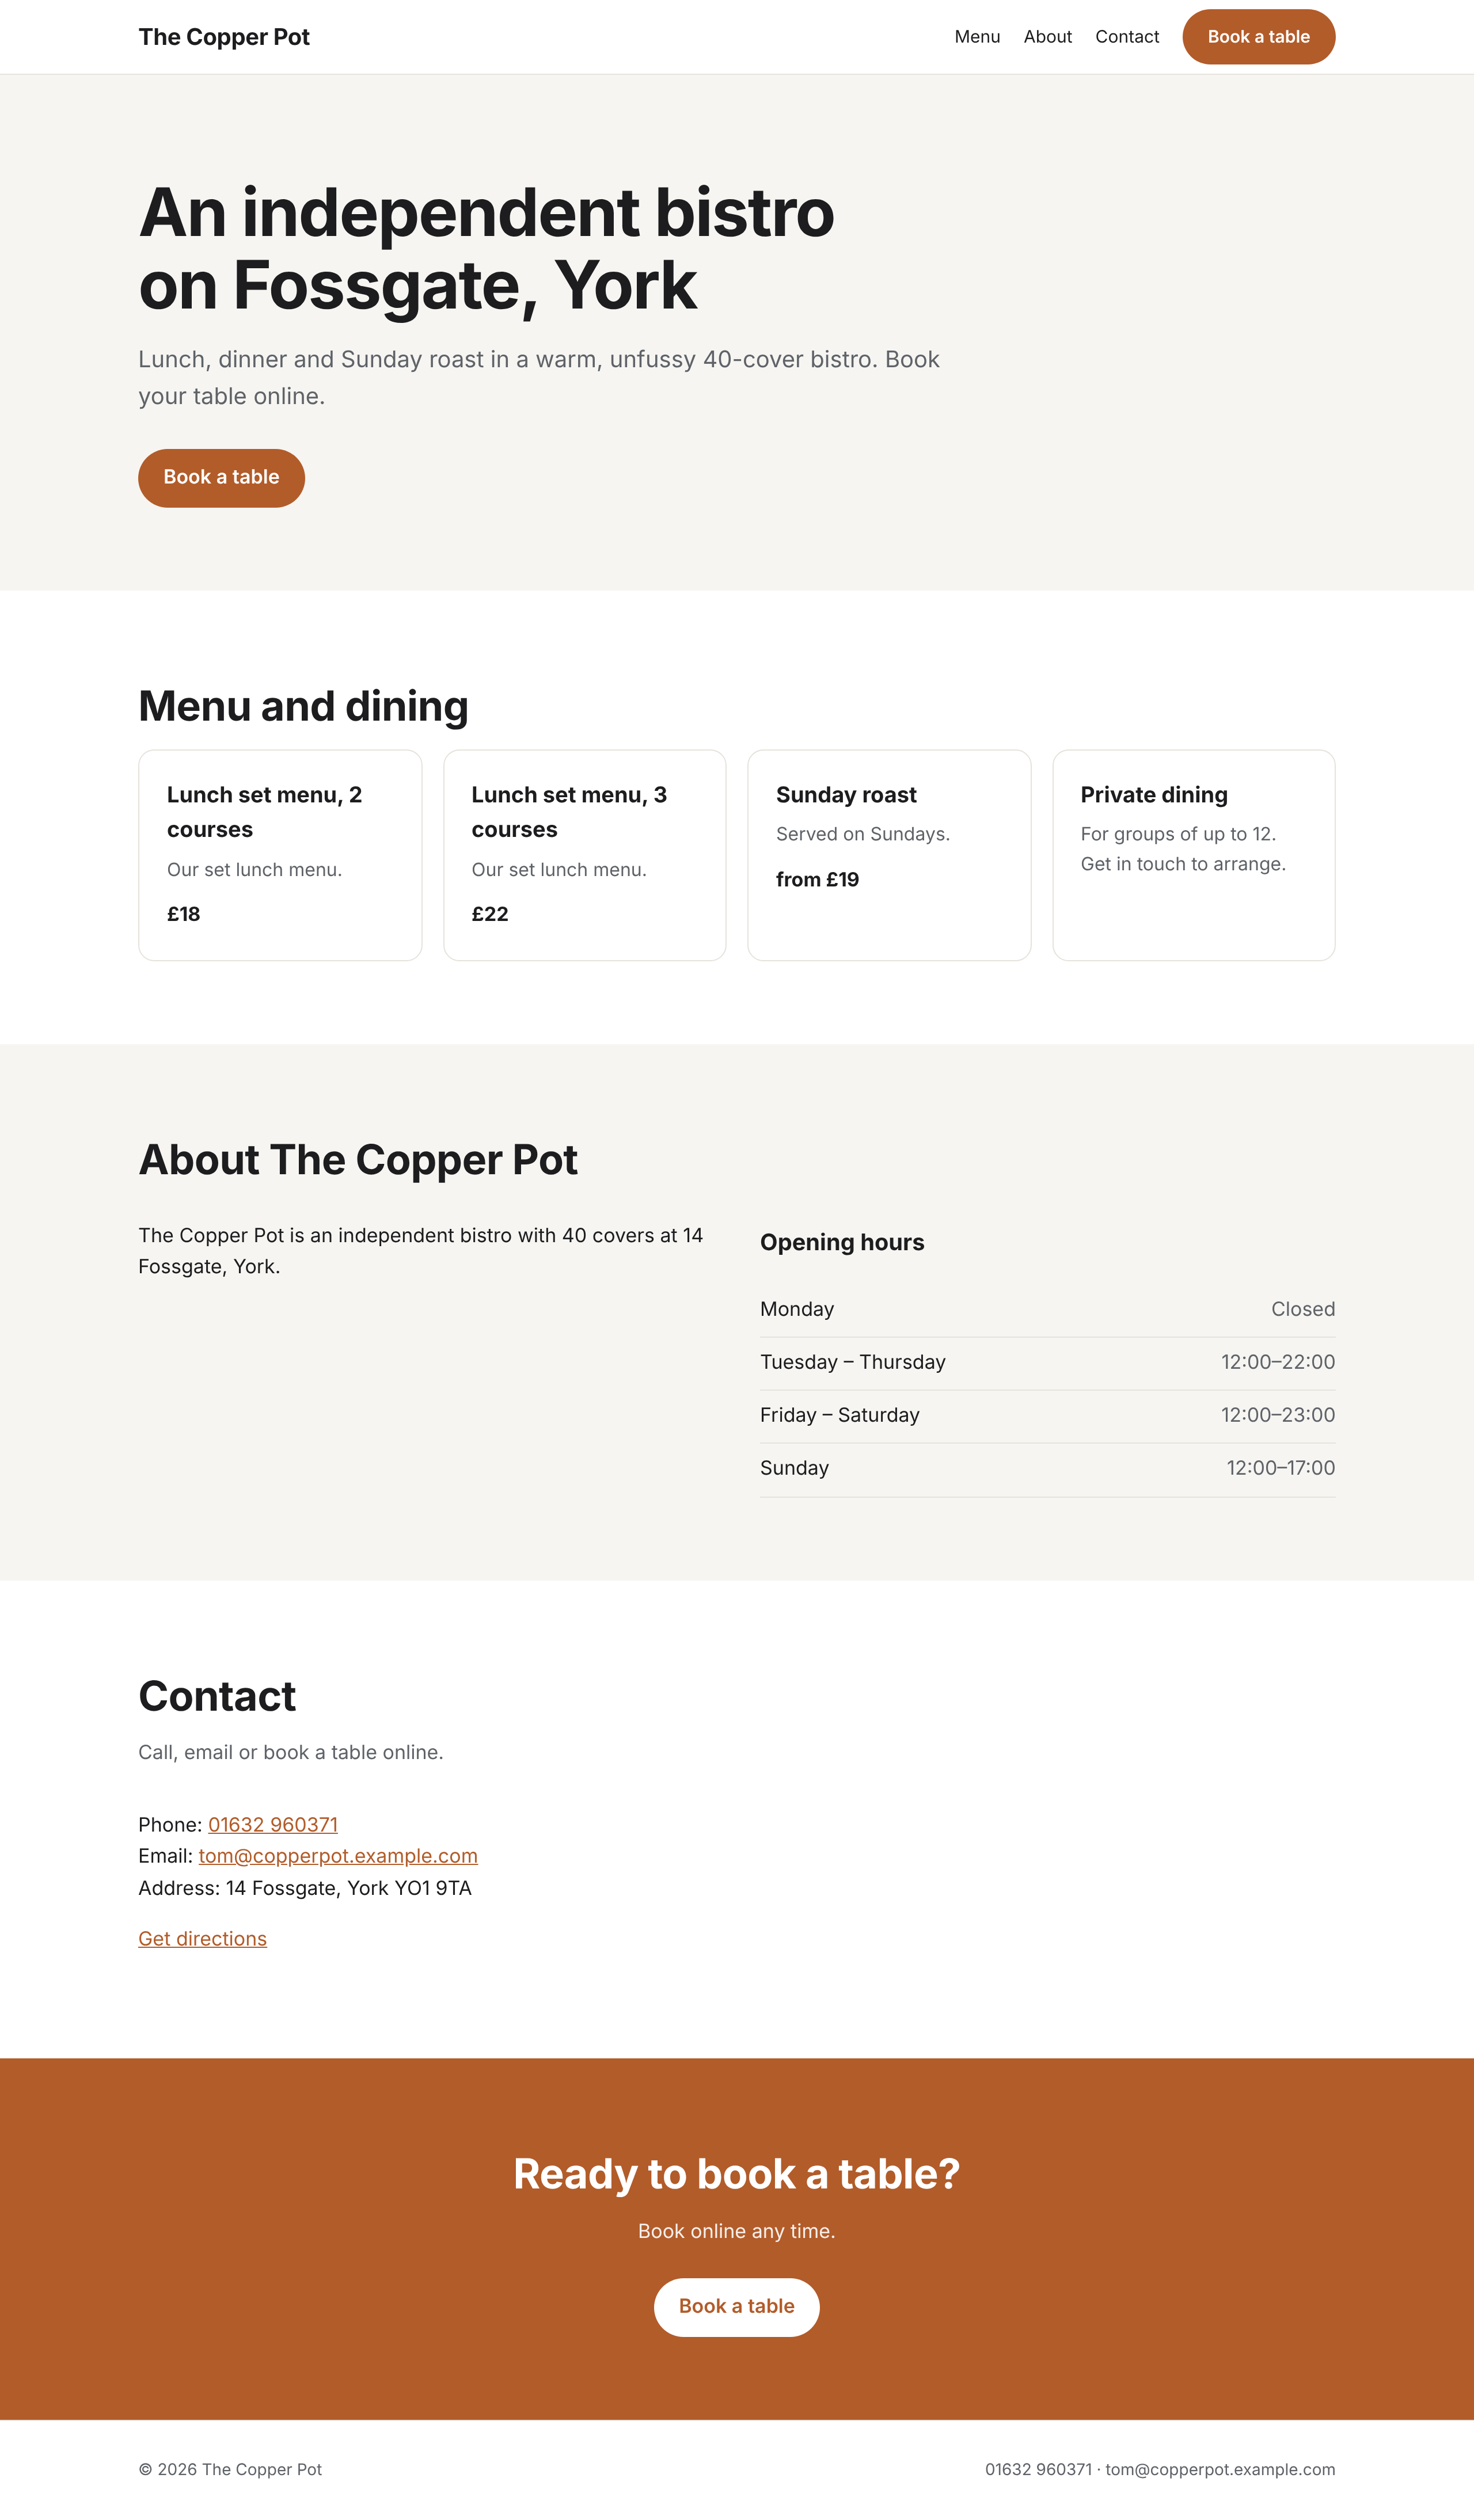 The Copper Pot
Menu About Contact Book a table
An independent bistro
on Fossgate, York
Lunch, dinner and Sunday roast in a warm, unfussy 40-cover bistro. Book
your table online.
Book a table
Menu and dining
Lunch set menu, 2
courses
Our set lunch menu.
£18
Lunch set menu, 3
courses
Our set lunch menu.
£22
Sunday roast
Served on Sundays.
from £19
Private dining
For groups of up to 12.
Get in touch to arrange.
About The Copper Pot
The Copper Pot is an independent bistro with 40 covers at 14
Fossgate, York.
Opening hours
Monday Closed
Tuesday – Thursday 12:00–22:00
Friday – Saturday 12:00–23:00
Sunday 12:00–17:00
Contact
Call, email or book a table online.
Phone: 01632 960371
Email: tom@copperpot.example.com
Address: 14 Fossgate, York YO1 9TA
Get directions
Ready to book a table?
Book online any time.
Book a table
© 2026 The Copper Pot
01632 960371 · tom@copperpot.example.com